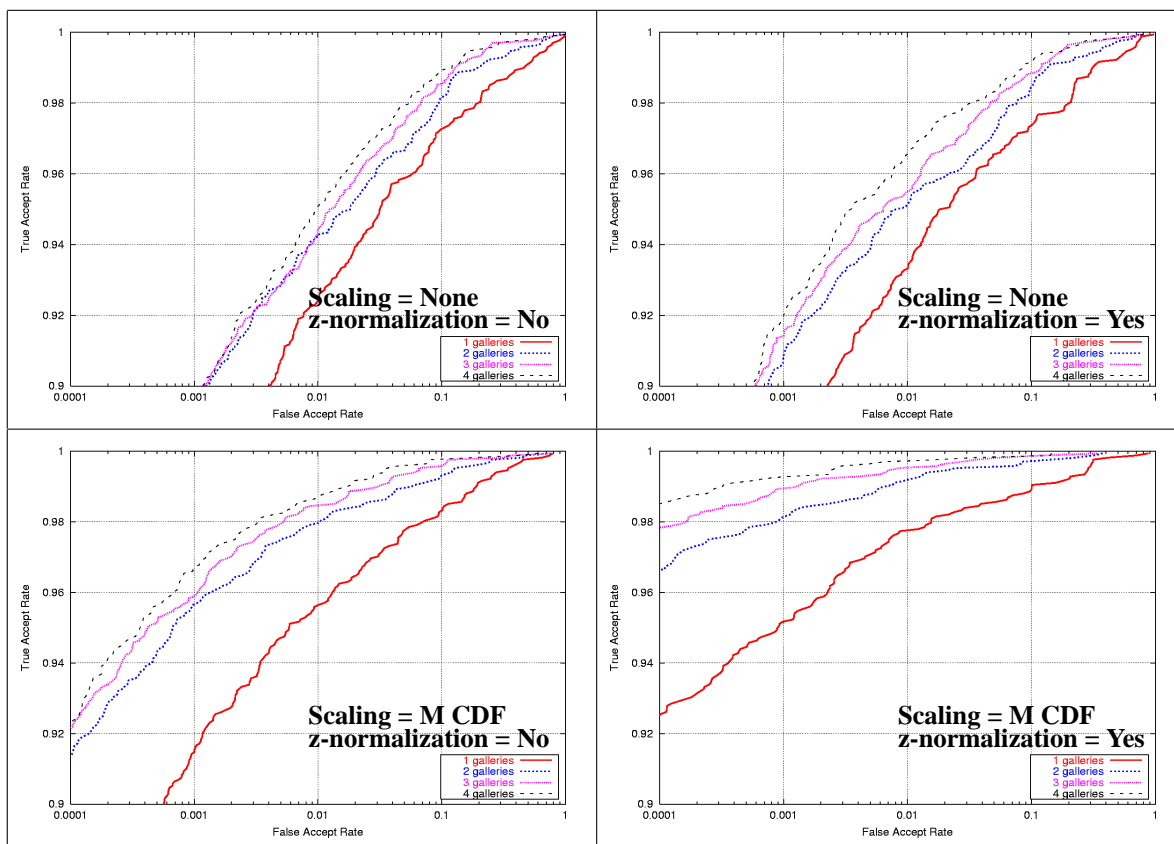 1
0.98
0.96
0.94
0.92
0.9
True Accept Rate
Scaling = None
z-normalization = No
1 galleries
2 galleries
3 galleries
4 galleries
0.0001
0.001
0.01
0.1
1
False Accept Rate
1
0.98
0.96
0.94
0.92
0.9
True Accept Rate
Scaling = None
z-normalization = Yes
1 galleries
2 galleries
3 galleries
4 galleries
0.0001
0.001
0.01
0.1
1
False Accept Rate
1
0.98
0.96
0.94
0.92
0.9
True Accept Rate
Scaling = M CDF
z-normalization = No
1 galleries
2 galleries
3 galleries
4 galleries
0.0001
0.001
0.01
0.1
1
False Accept Rate
1
0.98
0.96
0.94
0.92
0.9
True Accept Rate
Scaling = M CDF
z-normalization = Yes
1 galleries
2 galleries
3 galleries
4 galleries
0.0001
0.001
0.01
0.1
1
False Accept Rate